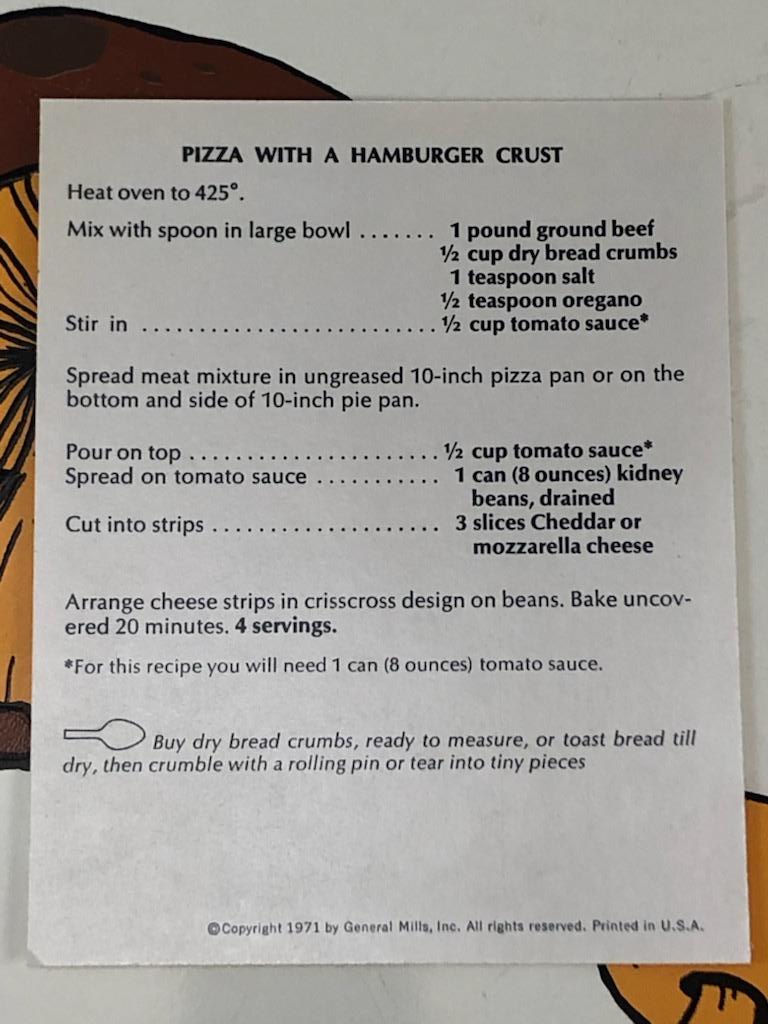 PIZZA WITH A HAMBURGER CRUST
Heat oven to 425°.
Mix with spoon in large bowl ....... 1 pound ground beef
½ cup dry bread crumbs
1 teaspoon salt
½ teaspoon oregano
Stir in .......................... ½ cup tomato sauce*
Spread meat mixture in ungreased 10-inch pizza pan or on the
bottom and side of 10-inch pie pan.
Pour on top ...................... ½ cup tomato sauce*
Spread on tomato sauce ........... 1 can (8 ounces) kidney
beans, drained
Cut into strips .................... 3 slices Cheddar or
mozzarella cheese
Arrange cheese strips in crisscross design on beans. Bake uncov-
ered 20 minutes. 4 servings.
*For this recipe you will need 1 can (8 ounces) tomato sauce.
Buy dry bread crumbs, ready to measure, or toast bread till
dry, then crumble with a rolling pin or tear into tiny pieces
©Copyright 1971 by General Mills, Inc. All rights reserved. Printed in U.S.A.